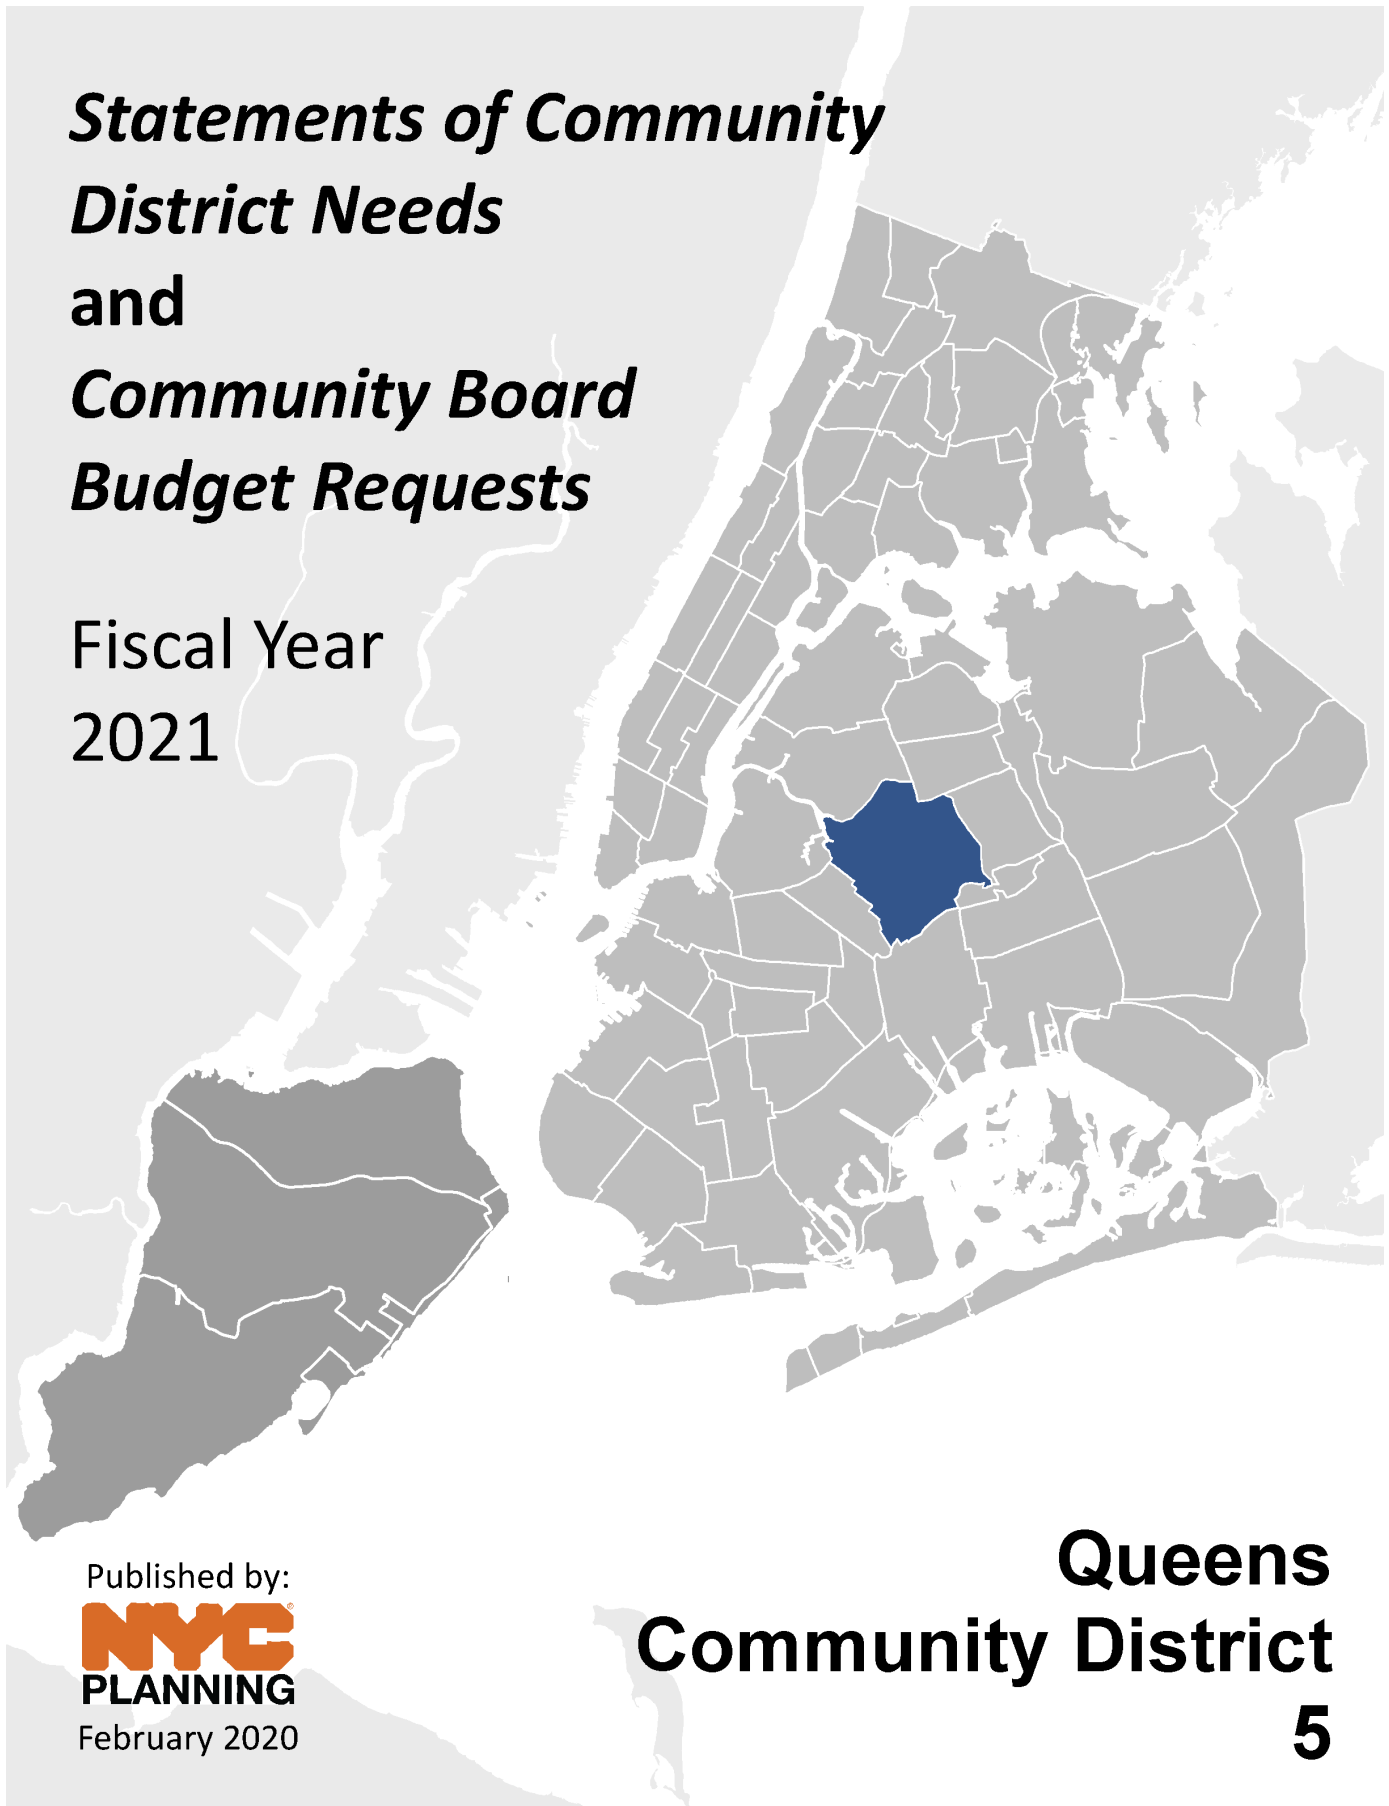 Statements of Community
District Needs
and
Community Board
Budget Requests
Fiscal Year
2021
Published by:
NYC®
PLANNING
February 2020
Queens
Community District
5